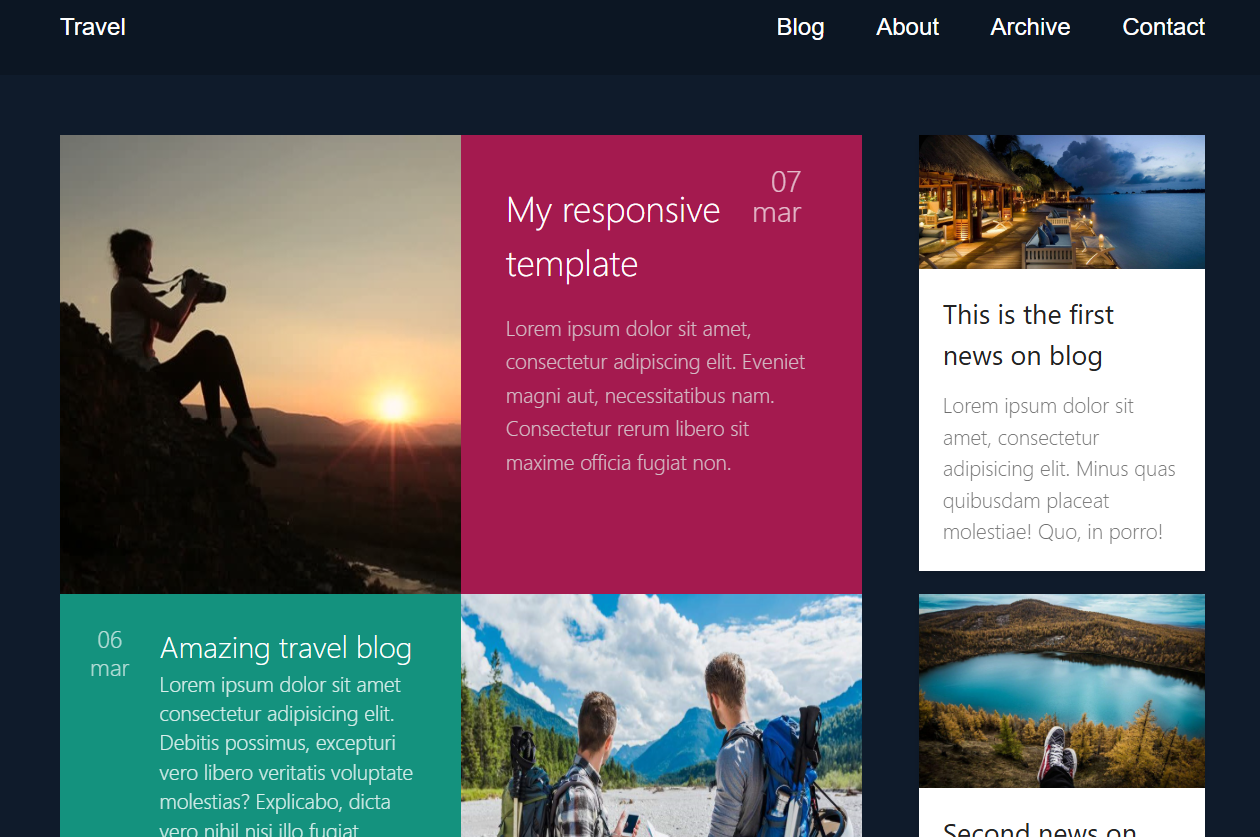 Travel
Blog
About
Archive
Contact
My responsive
template
07
mar
Lorem ipsum dolor sit amet,
consectetur adipiscing elit. Eveniet
magni aut, necessitatibus nam.
Consectetur rerum libero sit
maxime officia fugiat non.
06
mar
Amazing travel blog
Lorem ipsum dolor sit amet
consectetur adipisicing elit.
Debitis possimus, excepturi
vero libero veritatis voluptate
molestias? Explicabo, dicta
vero nihil nisi illo fugiat
This is the first
news on blog
Lorem ipsum dolor sit
amet, consectetur
adipisicing elit. Minus quas
quibusdam placeat
molestiae! Quo, in porro!
Second news on